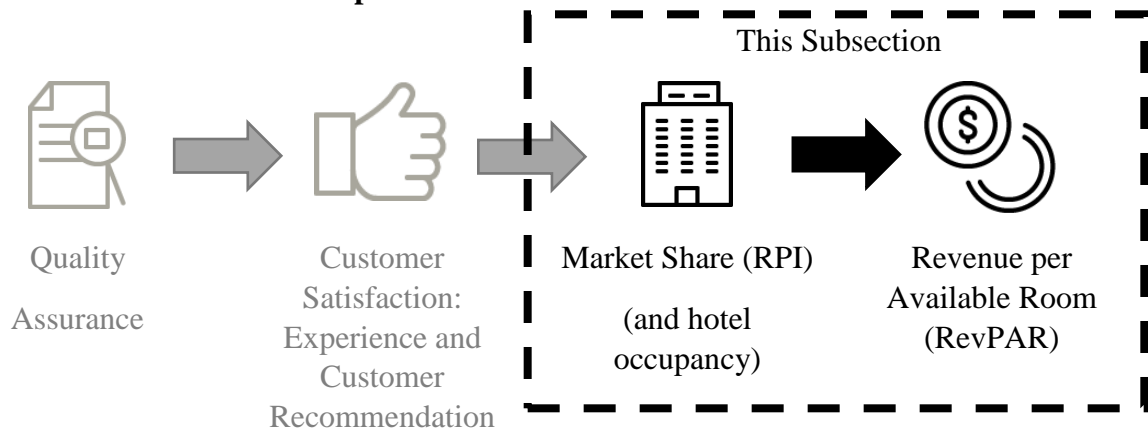 This Subsection
$
Quality
Assurance
Customer
Satisfaction:
Experience and
Customer
Recommendation
Market Share (RPI)
(and hotel
occupancy)
Revenue per
Available Room
(RevPAR)